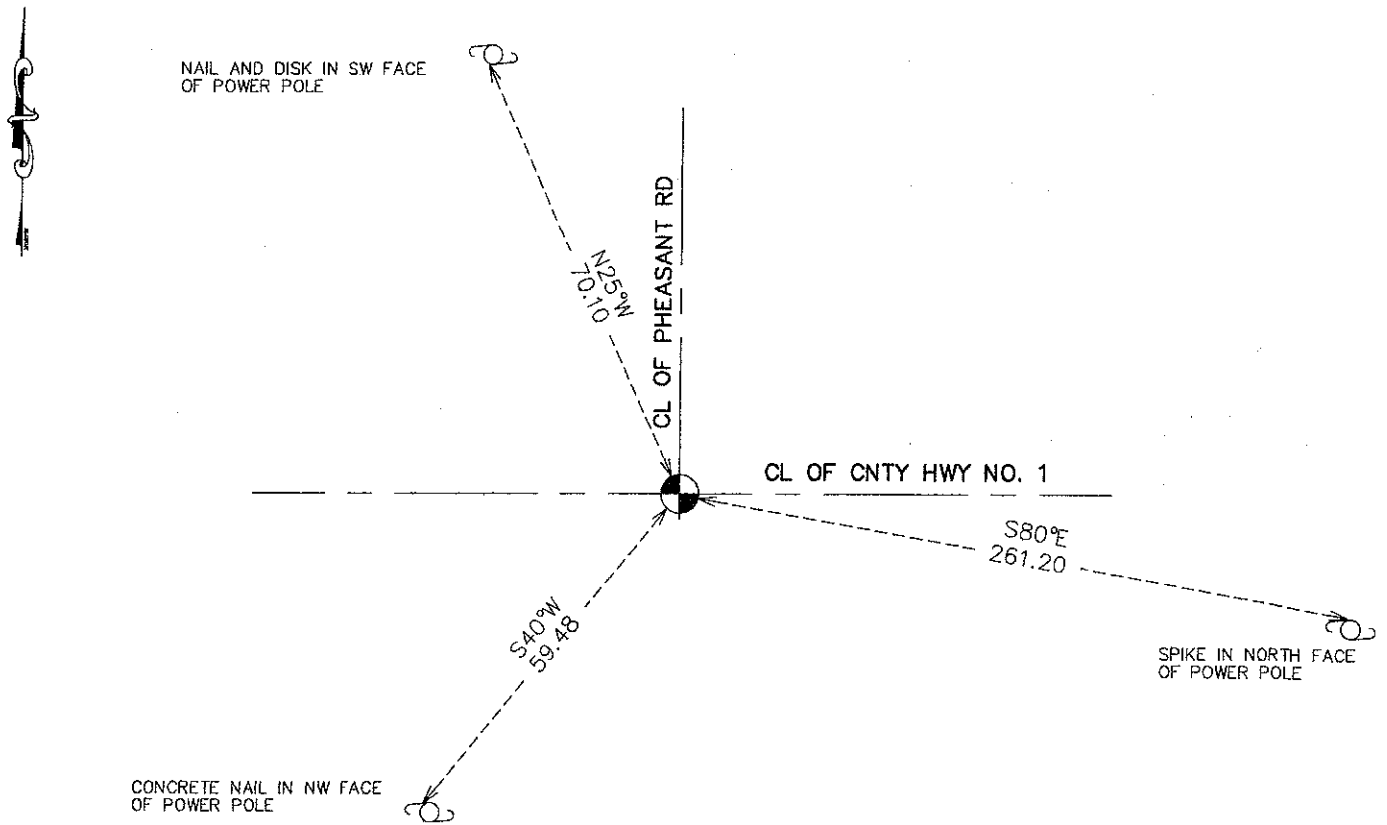 NAIL AND DISK IN SW FACE
OF POWER POLE
N25°W
70.10
CL OF PHEASANT RD
CL OF CNTY HWY NO. 1
S80°E
261.20
S40°W
59.48
SPIKE IN NORTH FACE
OF POWER POLE
CONCRETE NAIL IN NW FACE
OF POWER POLE